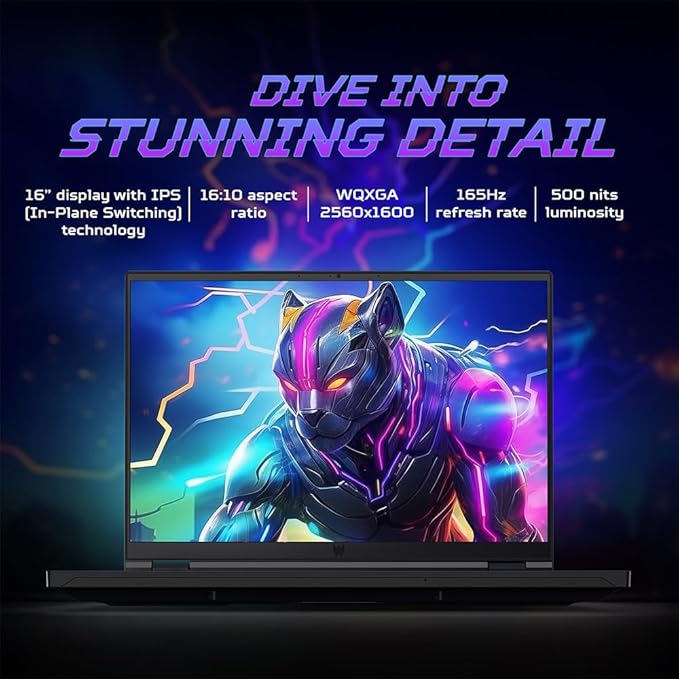 DIVE INTO
STUNNING DETAIL
16” display with IPS
(In-Plane Switching)
technology
16:10 aspect
ratio
WQXGA
2560x1600
165Hz
refresh rate
500 nits
luminosity